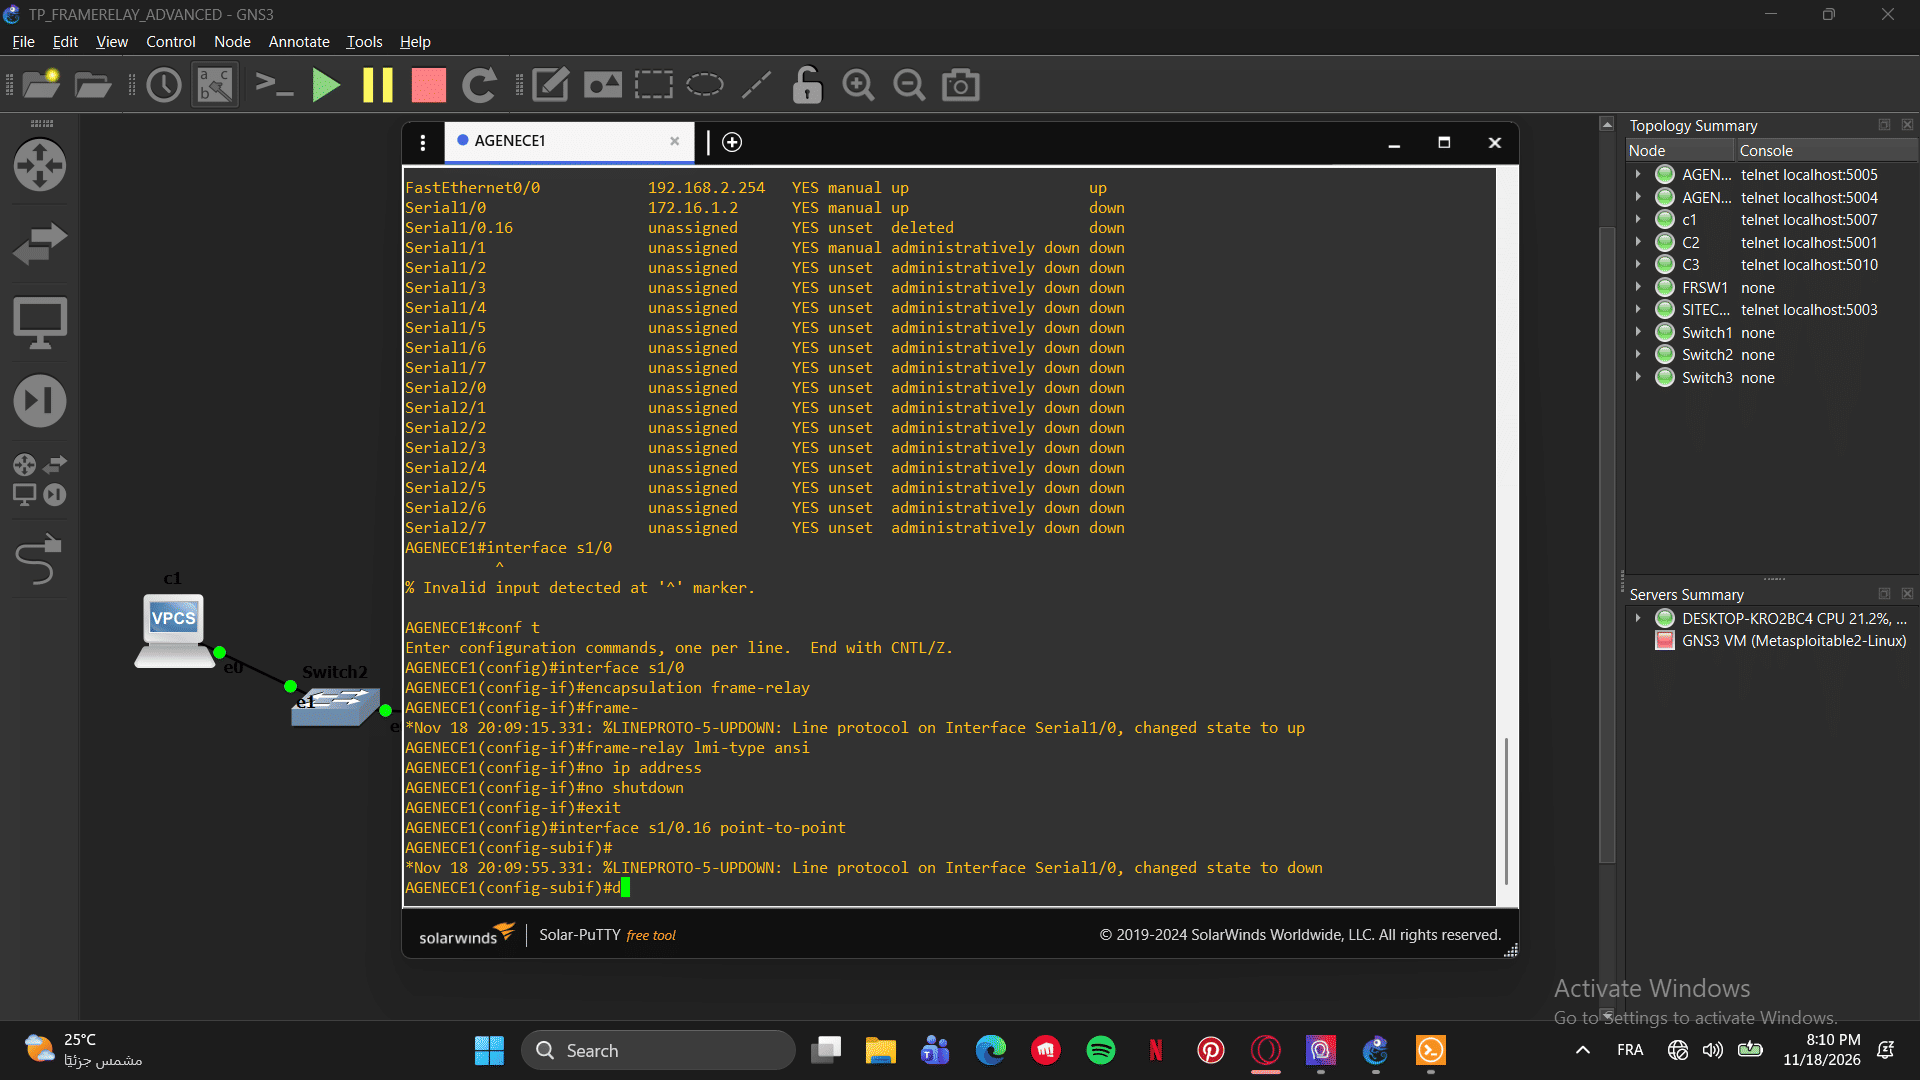 TP_FRAMERELAY_ADVANCED - GNS3
File Edit View Control Node Annotate Tools Help
AGENECE1
FastEthernet0/0 192.168.2.254 YES manual up up
Serial1/0 172.16.1.2 YES manual up down
Serial1/0.16 unassigned YES unset deleted down
Serial1/1 unassigned YES manual administratively down down
Serial1/2 unassigned YES unset administratively down down
Serial1/3 unassigned YES unset administratively down down
Serial1/4 unassigned YES unset administratively down down
Serial1/5 unassigned YES unset administratively down down
Serial1/6 unassigned YES unset administratively down down
Serial1/7 unassigned YES unset administratively down down
Serial2/0 unassigned YES unset administratively down down
Serial2/1 unassigned YES unset administratively down down
Serial2/2 unassigned YES unset administratively down down
Serial2/3 unassigned YES unset administratively down down
Serial2/4 unassigned YES unset administratively down down
Serial2/5 unassigned YES unset administratively down down
Serial2/6 unassigned YES unset administratively down down
Serial2/7 unassigned YES unset administratively down down
AGENECE1#interface s1/0
^
% Invalid input detected at '^' marker.
AGENECE1#conf t
Enter configuration commands, one per line. End with CNTL/Z.
AGENECE1(config)#interface s1/0
AGENECE1(config-if)#encapsulation frame-relay
AGENECE1(config-if)#frame-
*Nov 18 20:09:15.331: %LINEPROTO-5-UPDOWN: Line protocol on Interface Serial1/0, changed state to up
AGENECE1(config-if)#frame-relay lmi-type ansi
AGENECE1(config-if)#no ip address
AGENECE1(config-if)#no shutdown
AGENECE1(config-if)#exit
AGENECE1(config)#interface s1/0.16 point-to-point
AGENECE1(config-subif)#
*Nov 18 20:09:55.331: %LINEPROTO-5-UPDOWN: Line protocol on Interface Serial1/0, changed state to down
AGENECE1(config-subif)#d
solarwinds
Solar-PuTTY free tool
© 2019-2024 SolarWinds Worldwide, LLC. All rights reserved.
c1
VPCS
e0
Switch2
e1
Topology Summary
Node Console
AGEN... telnet localhost:5005
AGEN... telnet localhost:5004
c1 telnet localhost:5007
C2 telnet localhost:5001
C3 telnet localhost:5010
FRSW1 none
SITEC... telnet localhost:5003
Switch1 none
Switch2 none
Switch3 none
Servers Summary
DESKTOP-KRO2BC4 CPU 21.2%, ...
GNS3 VM (Metasploitable2-Linux)
Activate Windows
Go to Settings to activate Windows.
25°C
مشمس جزئيًا
Search
FRA
8:10 PM
11/18/2026